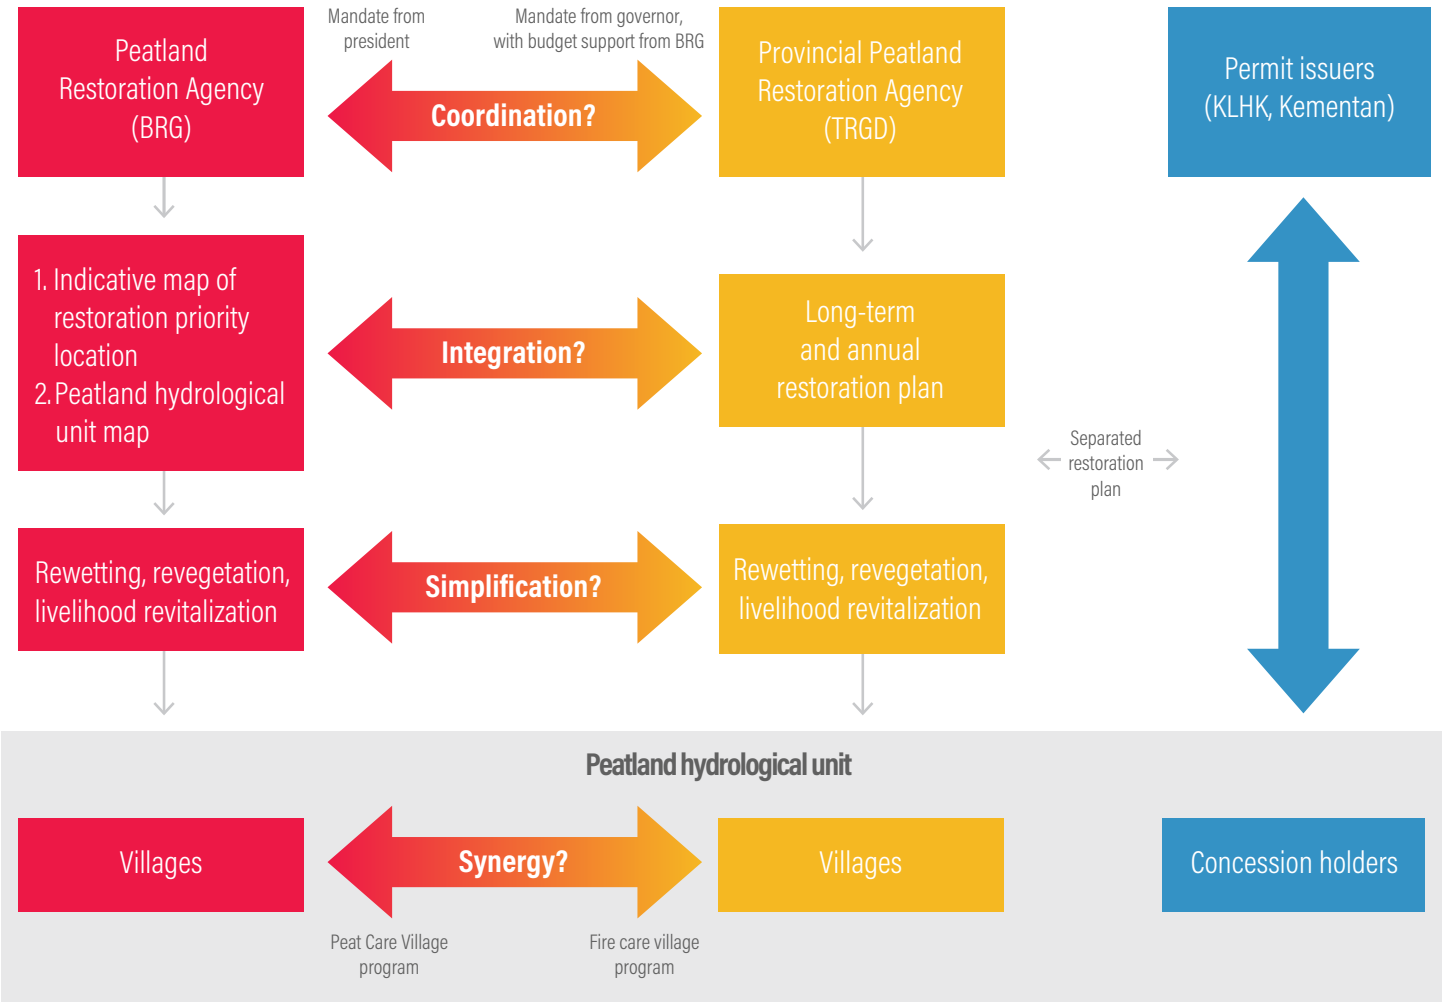 Peatland
Restoration Agency
(BRG)
Mandate from
president
Mandate from governor,
with budget support from BRG
Coordination?
Provincial Peatland
Restoration Agency
(TRGD)
Permit issuers
(KLHK, Kementan)
1. Indicative map of
restoration priority
location
2. Peatland hydrological
unit map
Integration?
Long-term
and annual
restoration plan
Separated
restoration
plan
Rewetting, revegetation,
livelihood revitalization
Simplification?
Rewetting, revegetation,
livelihood revitalization
Peatland hydrological unit
Villages
Synergy?
Villages
Concession holders
Peat Care Village
program
Fire care village
program